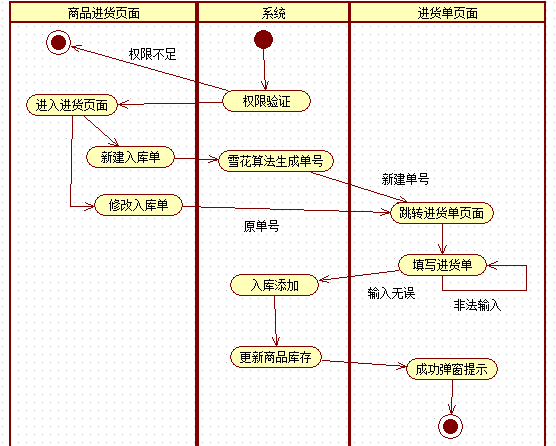 商品进货页面
系统
进货单页面
权限不足
权限验证
进入进货页面
新建入库单
雪花算法生成单号
新建单号
修改入库单
原单号
跳转进货单页面
填写进货单
入库添加
输入无误
非法输入
更新商品库存
成功弹窗提示